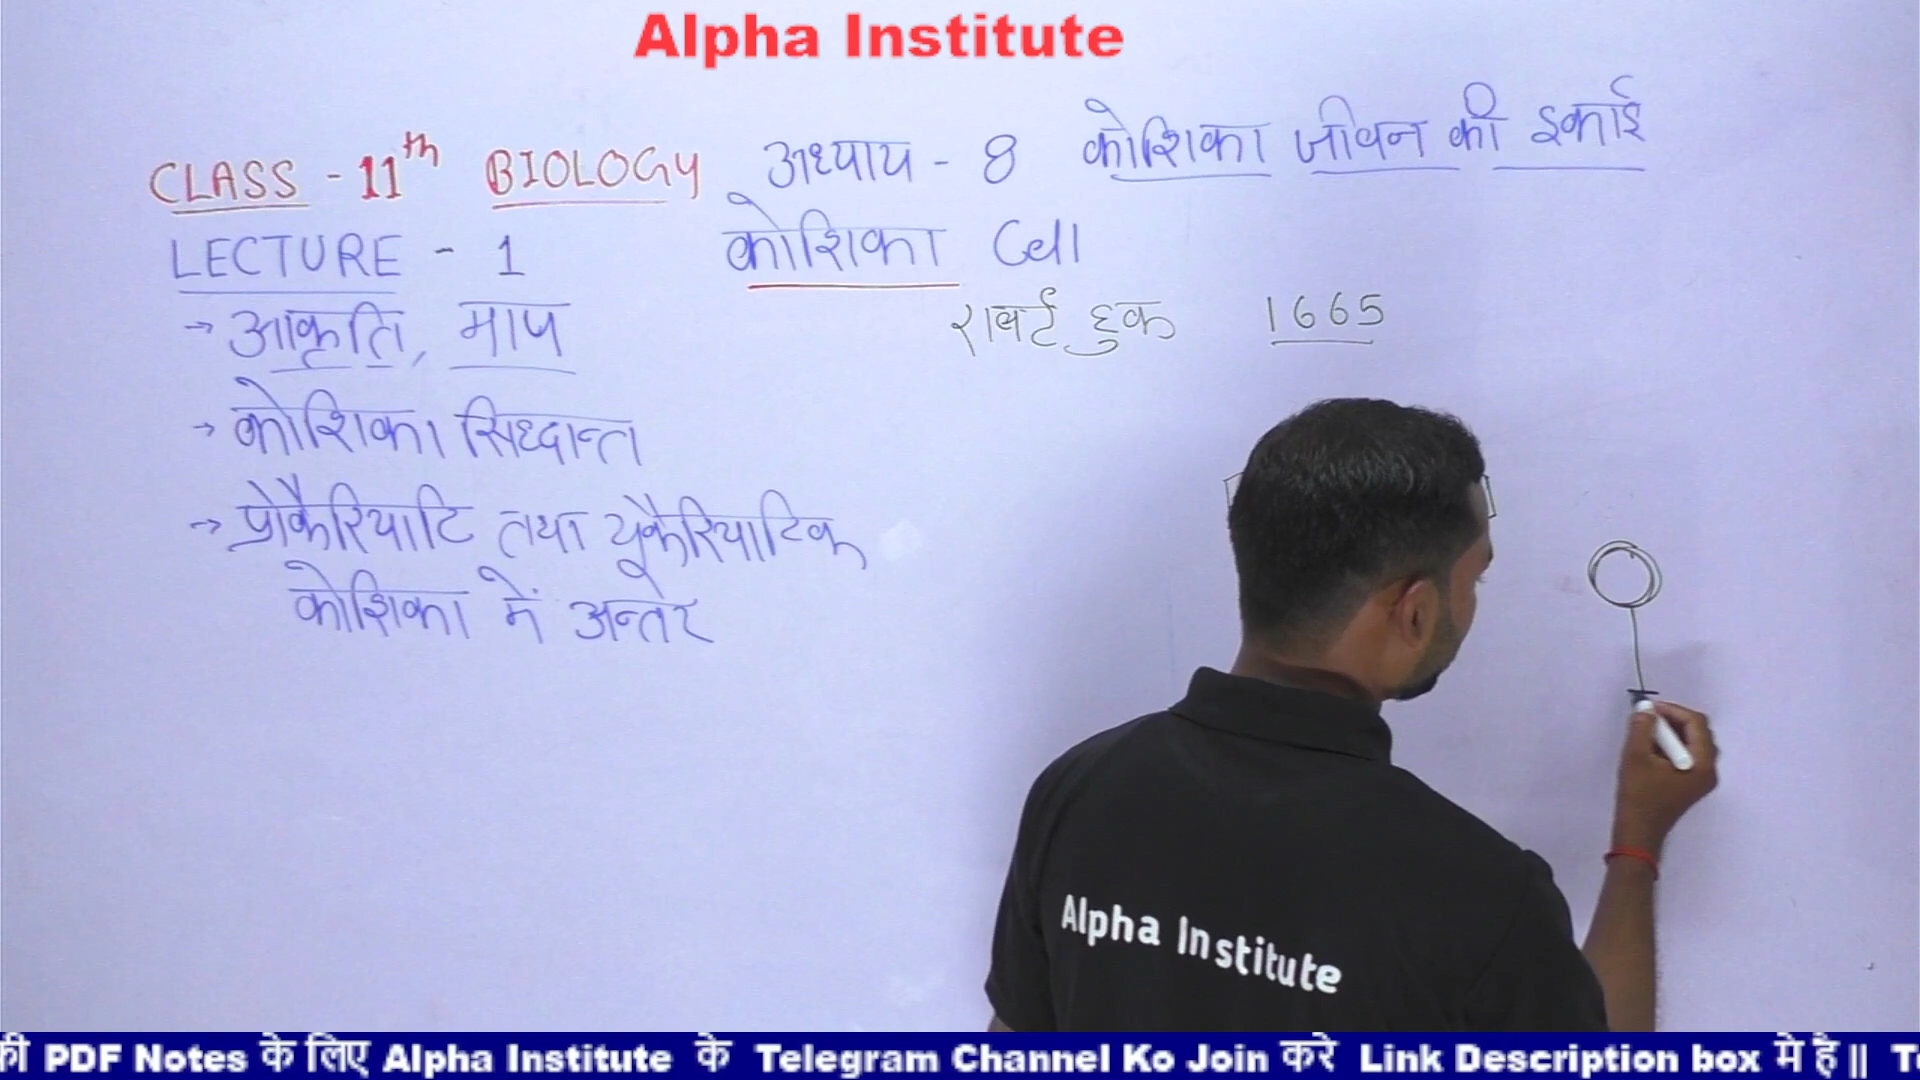 Alpha Institute
CLASS - 11th BIOLOGY अध्याय - 8 कोशिका जीवन की इकाई
LECTURE - 1 कोशिका Cell
→ आकृति, माप राबर्ट हुक 1665
→ कोशिका सिध्दान्त
→ प्रोकैरियाटि तथा यूकैरियाटिक
कोशिका में अन्तर
Alpha Institute
की PDF Notes के लिए Alpha Institute के Telegram Channel Ko Join करे Link Description box मे है ||